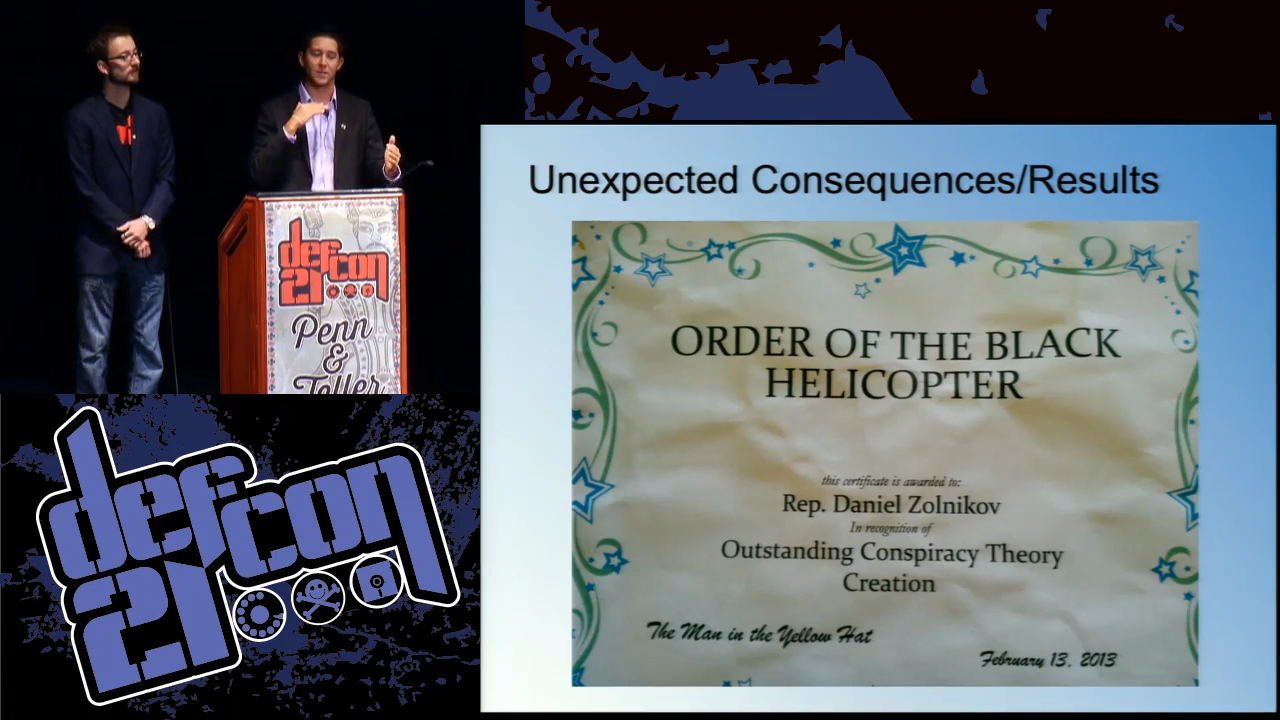 Unexpected Consequences/Results
ORDER OF THE BLACK
HELICOPTER
this certificate is awarded to:
Rep. Daniel Zolnikov
In recognition of
Outstanding Conspiracy Theory
Creation
The Man in the Yellow Hat
February 13, 2013
defcon
21
Penn
&
Teller
defcon
21